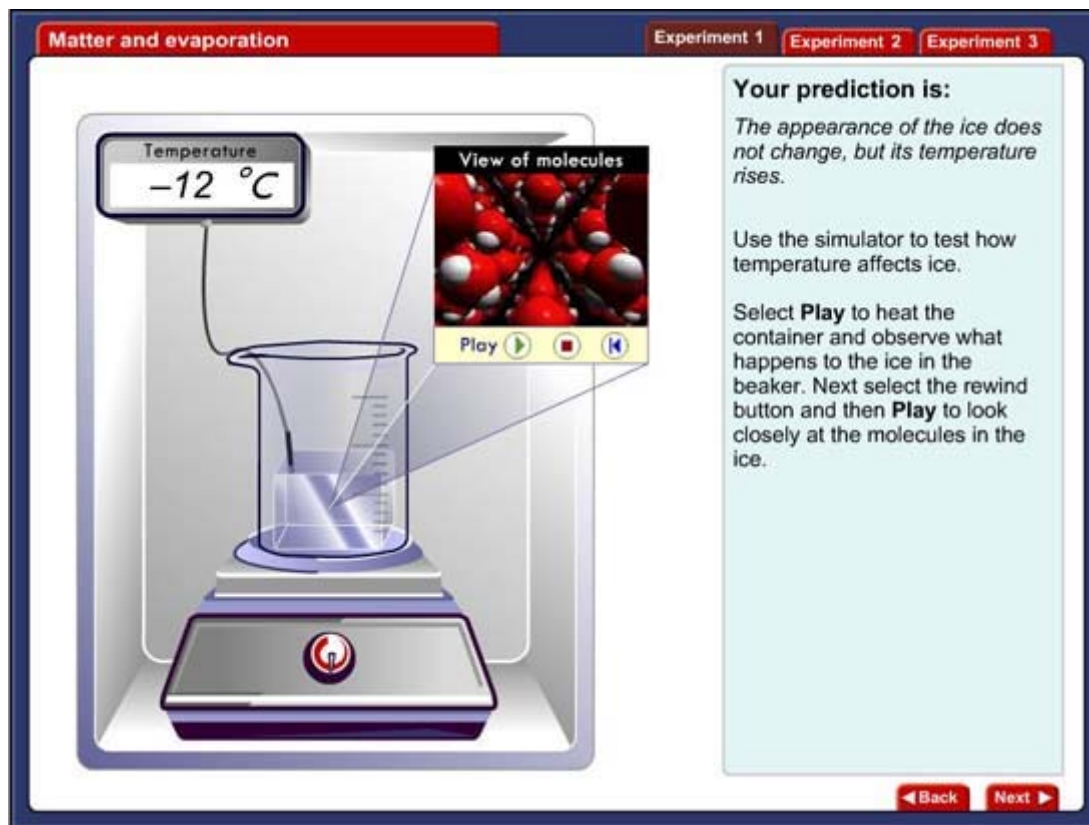 Matter and evaporation
Experiment 1
Experiment 2
Experiment 3
Temperature
–12 °C
View of molecules
Play
Your prediction is:
The appearance of the ice does
not change, but its temperature
rises.
Use the simulator to test how
temperature affects ice.
Select Play to heat the
container and observe what
happens to the ice in the
beaker. Next select the rewind
button and then Play to look
closely at the molecules in the
ice.
Back
Next